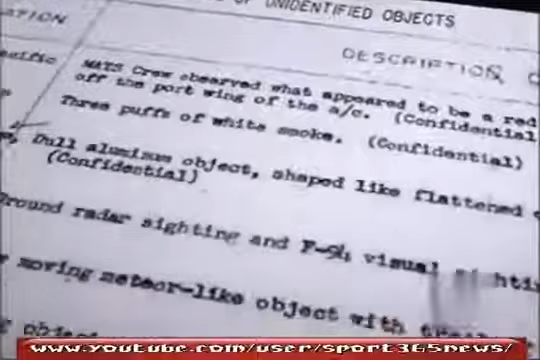 OF UNIDENTIFIED OBJECTS
DESCRIPTION
MATS Crew observed what appeared to be a red
off the port wing of the a/c. (Confidential
Three puffs of white smoke. (Confidential)
Dull aluminum object, shaped like flattened
(Confidential)
Ground radar sighting and F-94 visual
moving meteor-like object with
object
www.youtube.com/user/sport365news/